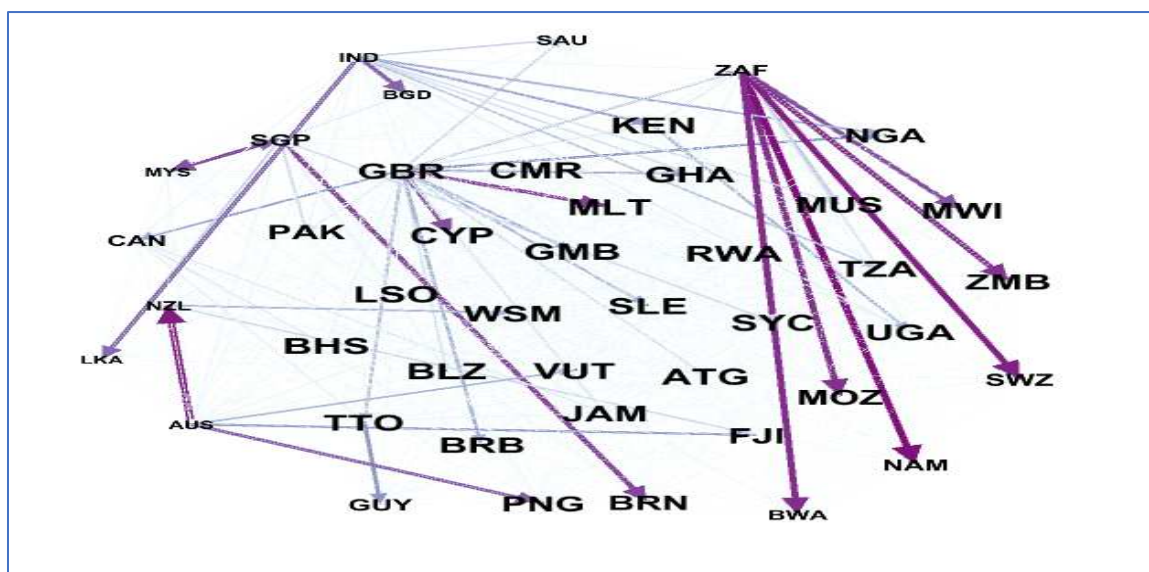 SAU
IND
ZAF
BGD
KEN
NGA
SGP
MYS
GBR
CMR
GHA
MLT
MUS
MWI
CAN
PAK
CYP
GMB
RWA
TZA
ZMB
NZL
LSO
WSM
SLE
SYC
UGA
LKA
BHS
BLZ
VUT
ATG
SWZ
MOZ
AUS
TTO
JAM
FJI
BRB
NAM
GUY
PNG
BRN
BWA